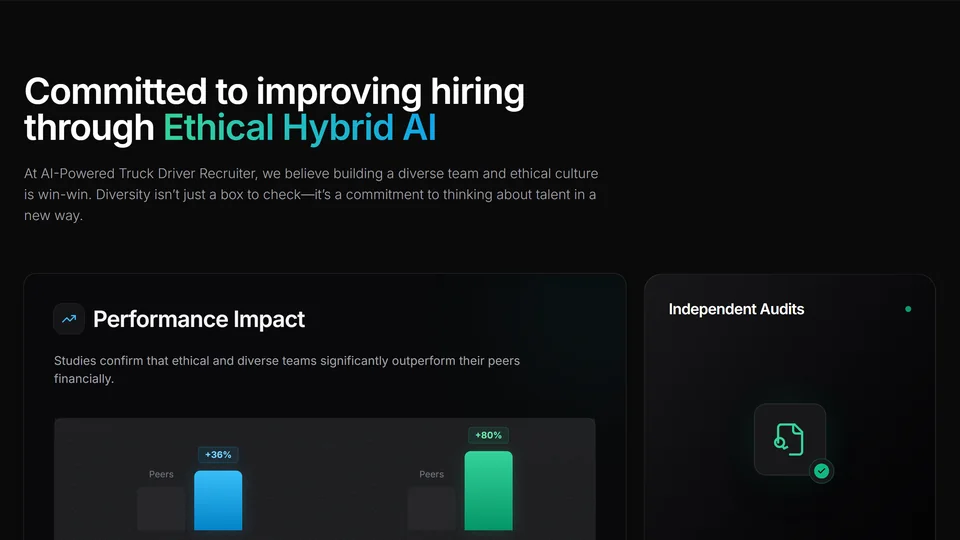 Committed to improving hiring
through Ethical Hybrid AI
At AI-Powered Truck Driver Recruiter, we believe building a diverse team and ethical culture
is win-win. Diversity isn’t just a box to check—it’s a commitment to thinking about talent in a
new way.
Performance Impact
Studies confirm that ethical and diverse teams significantly outperform their peers
financially.
Peers
+36%
Peers
+80%
Independent Audits